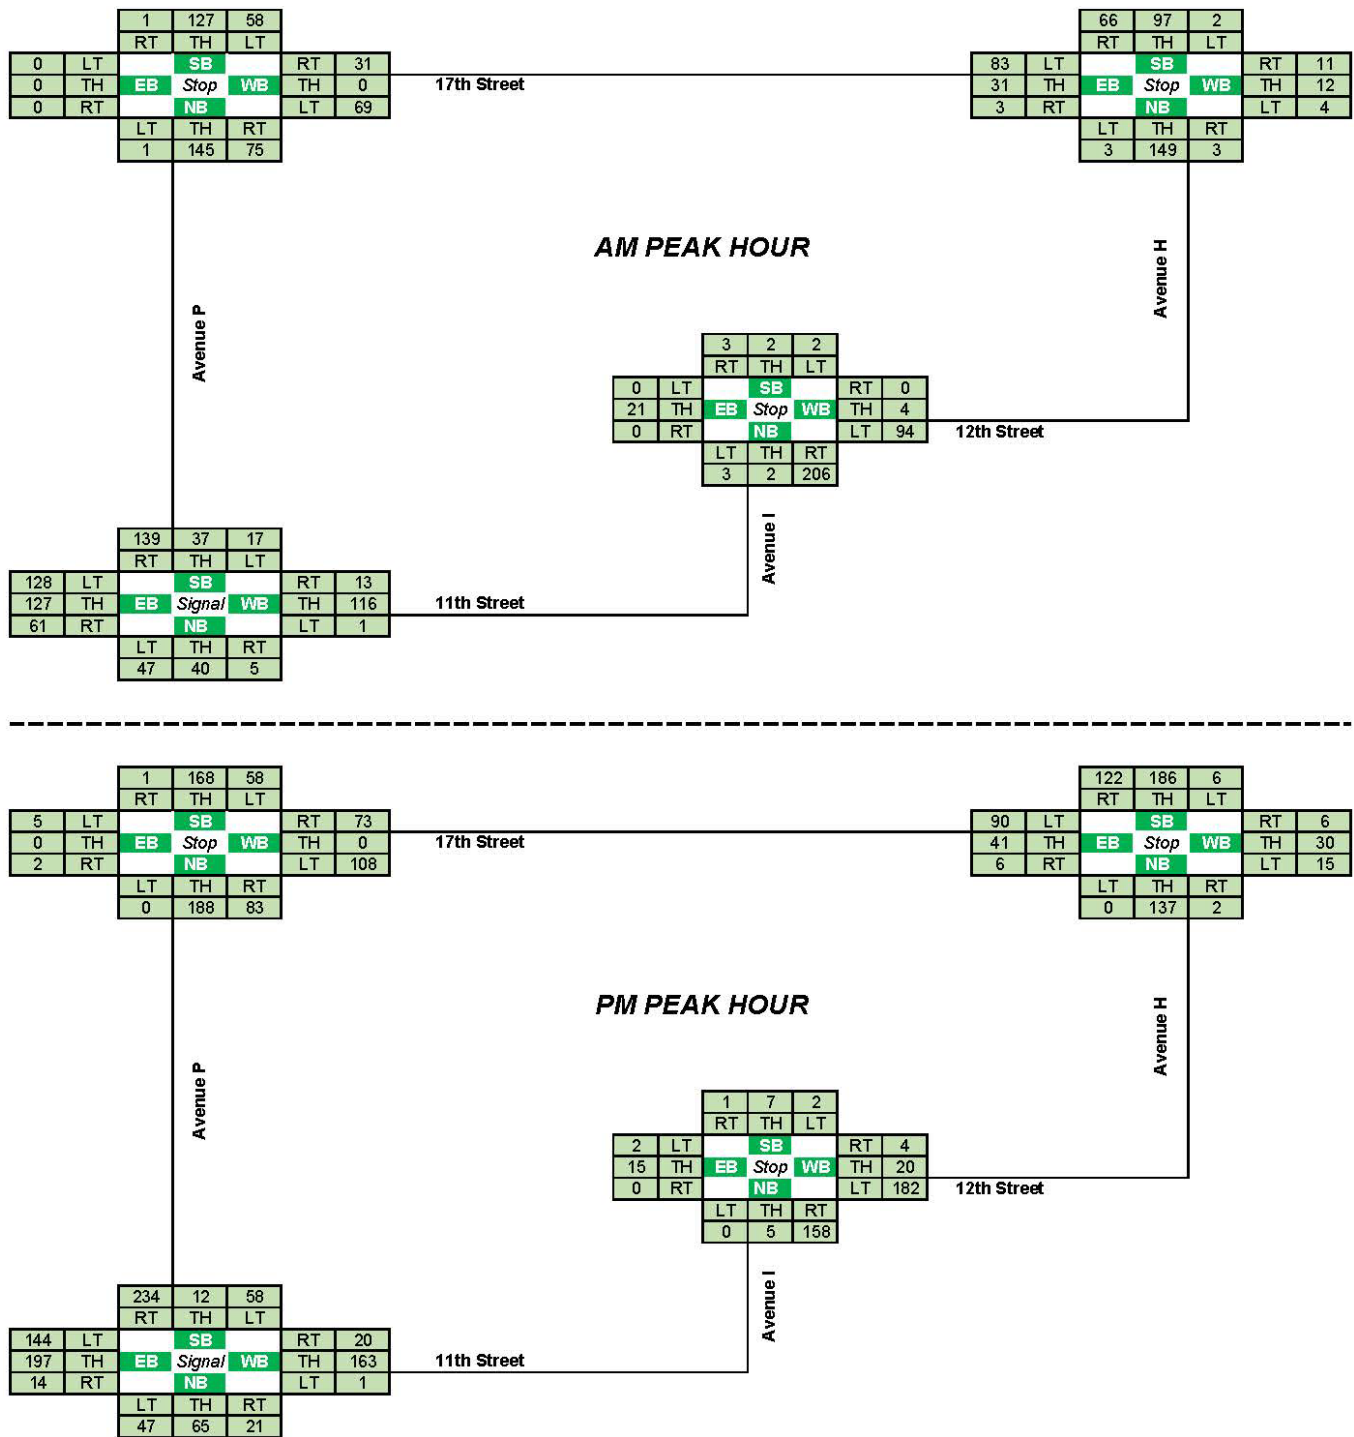 1 127 58 66 97 2
RT TH LT RT TH LT
0 LT SB RT 31 83 LT SB RT 11
0 TH EB Stop WB TH 0 17th Street 31 TH EB Stop WB TH 12
0 RT NB LT 69 3 RT NB LT 4
LT TH RT LT TH RT
1 145 75 3 149 3
AM PEAK HOUR
Avenue P
Avenue H
3 2 2
RT TH LT
0 LT SB RT 0
21 TH EB Stop WB TH 4
0 RT NB LT 94 12th Street
LT TH RT
3 2 206
Avenue I
139 37 17
RT TH LT
128 LT SB RT 13
127 TH EB Signal WB TH 116 11th Street
61 RT NB LT 1
LT TH RT
47 40 5
1 168 58 122 186 6
RT TH LT RT TH LT
5 LT SB RT 73 90 LT SB RT 6
0 TH EB Stop WB TH 0 17th Street 41 TH EB Stop WB TH 30
2 RT NB LT 108 6 RT NB LT 15
LT TH RT LT TH RT
0 188 83 0 137 2
PM PEAK HOUR
Avenue P
Avenue H
1 7 2
RT TH LT
2 LT SB RT 4
15 TH EB Stop WB TH 20
0 RT NB LT 182 12th Street
LT TH RT
0 5 158
Avenue I
234 12 58
RT TH LT
144 LT SB RT 20
197 TH EB Signal WB TH 163 11th Street
14 RT NB LT 1
LT TH RT
47 65 21